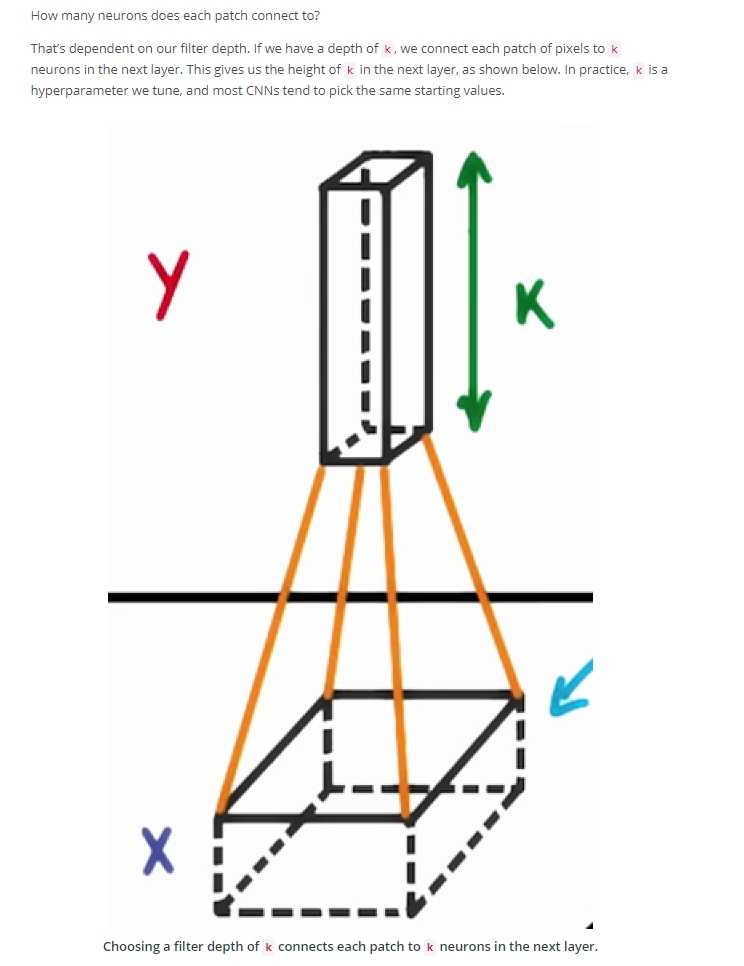 How many neurons does each patch connect to?
That's dependent on our filter depth. If we have a depth of k, we connect each patch of pixels to k
neurons in the next layer. This gives us the height of k in the next layer, as shown below. In practice, k is a
hyperparameter we tune, and most CNNs tend to pick the same starting values.
Y
K
X
Choosing a filter depth of k connects each patch to k neurons in the next layer.